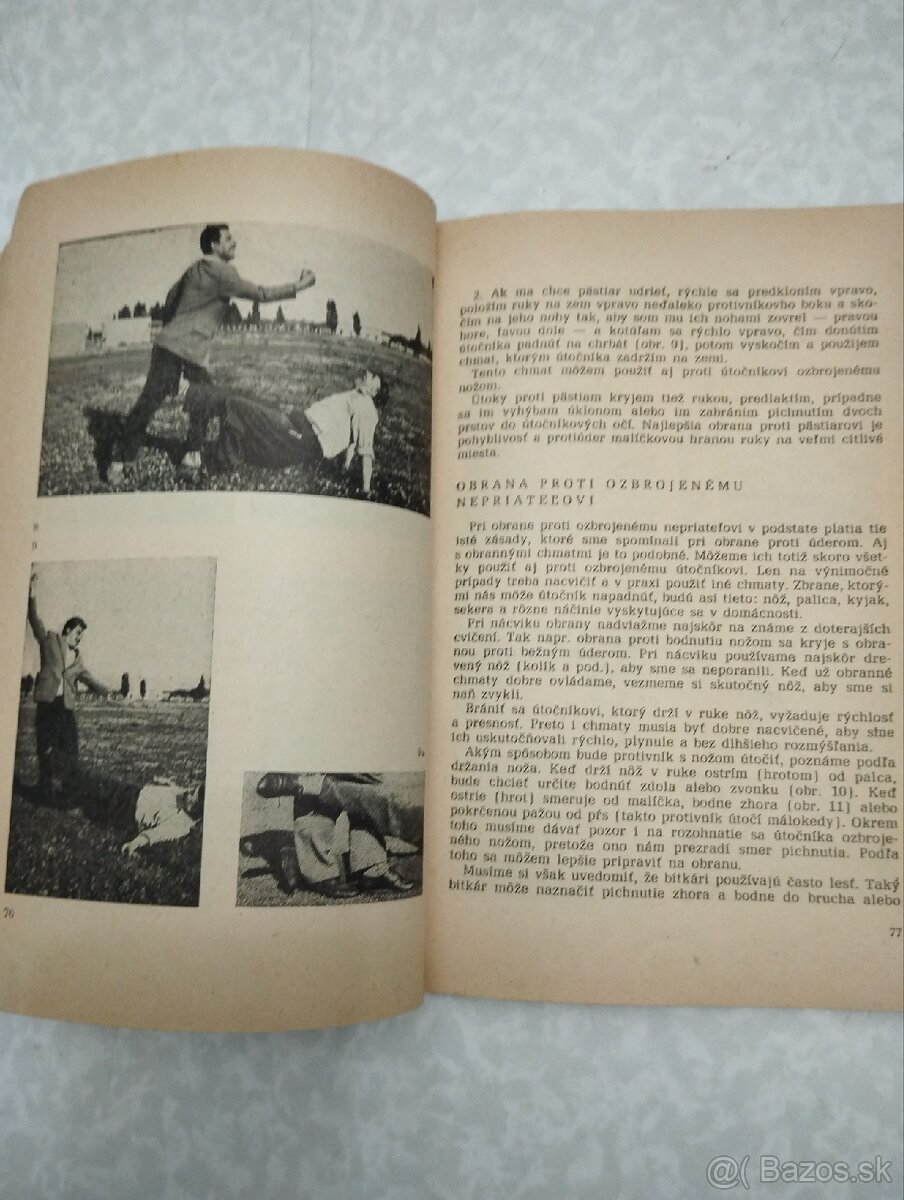 8
9
9a
76
2. Ak ma chce pästiar udrieť, rýchle sa predkloním vpravo,
položím ruky na zem vpravo neďaleko protivníkovho boku a sko-
čím na jeho nohy tak, aby som mu ich nohami zovrel — pravou
hore, ľavou dole — a kotúľam sa rýchlo vpravo, čím donútim
útočníka padnúť na chrbát (obr. 9), potom vyskočím a použijem
chmat, ktorým útočníka zadržím na zemi.
Tento chmat môžem použiť aj proti útočníkovi ozbrojenému
nožom.
Útoky proti pästiam kryjem tiež rukou, predlaktím, prípadne
sa im vyhýbam úklonom alebo im zabráním pichnutím dvoch
prstov do útočníkových očí. Najlepšia obrana proti pästiarovi je
pohyblivosť a protiúder malíčkovou hranou ruky na veľmi citlivé
miesta.
OBRANA PROTI OZBROJENÉMU
NEPRIATEĽOVI
Pri obrane proti ozbrojenému nepriateľovi v podstate platia tie
isté zásady, ktoré sme spomínali pri obrane proti úderom. Aj
s obrannými chmatmi je to podobné. Môžeme ich totiž skoro všet-
ky použiť aj proti ozbrojenému útočníkovi. Len na výnimočné
prípady treba nacvičiť a v praxi použiť iné chmaty. Zbrane, ktorý-
mi nás môže útočník napadnúť, budú asi tieto: nôž, palica, kyjak,
sekera a rôzne náčinie vyskytujúce sa v domácnosti.
Pri nácviku obrany nadviažme najskôr na známe z doterajších
cvičení. Tak napr. obrana proti bodnutiu nožom sa kryje s obra-
nou proti bežným úderom. Pri nácviku používame najskôr dre-
vený nôž (kolík a pod.), aby sme sa neporanili. Keď už obranné
chmaty dobre ovládame, vezmeme si skutočný nôž, aby sme si
naň zvykli.
Brániť sa útočníkovi, ktorý drží v ruke nôž, vyžaduje rýchlosť
a presnosť. Preto i chmaty musia byť dobre nacvičené, aby sme
ich uskutočňovali rýchlo, plynule a bez dlhšieho rozmýšľania.
Akým spôsobom bude protivník s nožom útočiť, poznáme podľa
držania noža. Keď drží nôž v ruke ostrím (hrotom) od palca,
bude chcieť určite bodnúť zdola alebo zvonku (obr. 10). Keď
ostrie (hrot) smeruje od malíčka, bodne zhora (obr. 11) alebo
pokrčenou pažou od pŕs (takto protivník útočí málokedy). Okrem
toho musíme dávať pozor i na rozohnatie sa útočníka ozbroje-
ného nožom, pretože ono nám prezradí smer pichnutia. Podľa
toho sa môžem lepšie pripraviť na obranu.
Musíme si však uvedomiť, že bitkári používajú často lesť. Taký
bitkár môže naznačiť pichnutie zhora a bodne do brucha alebo
77
@( Bazos.sk